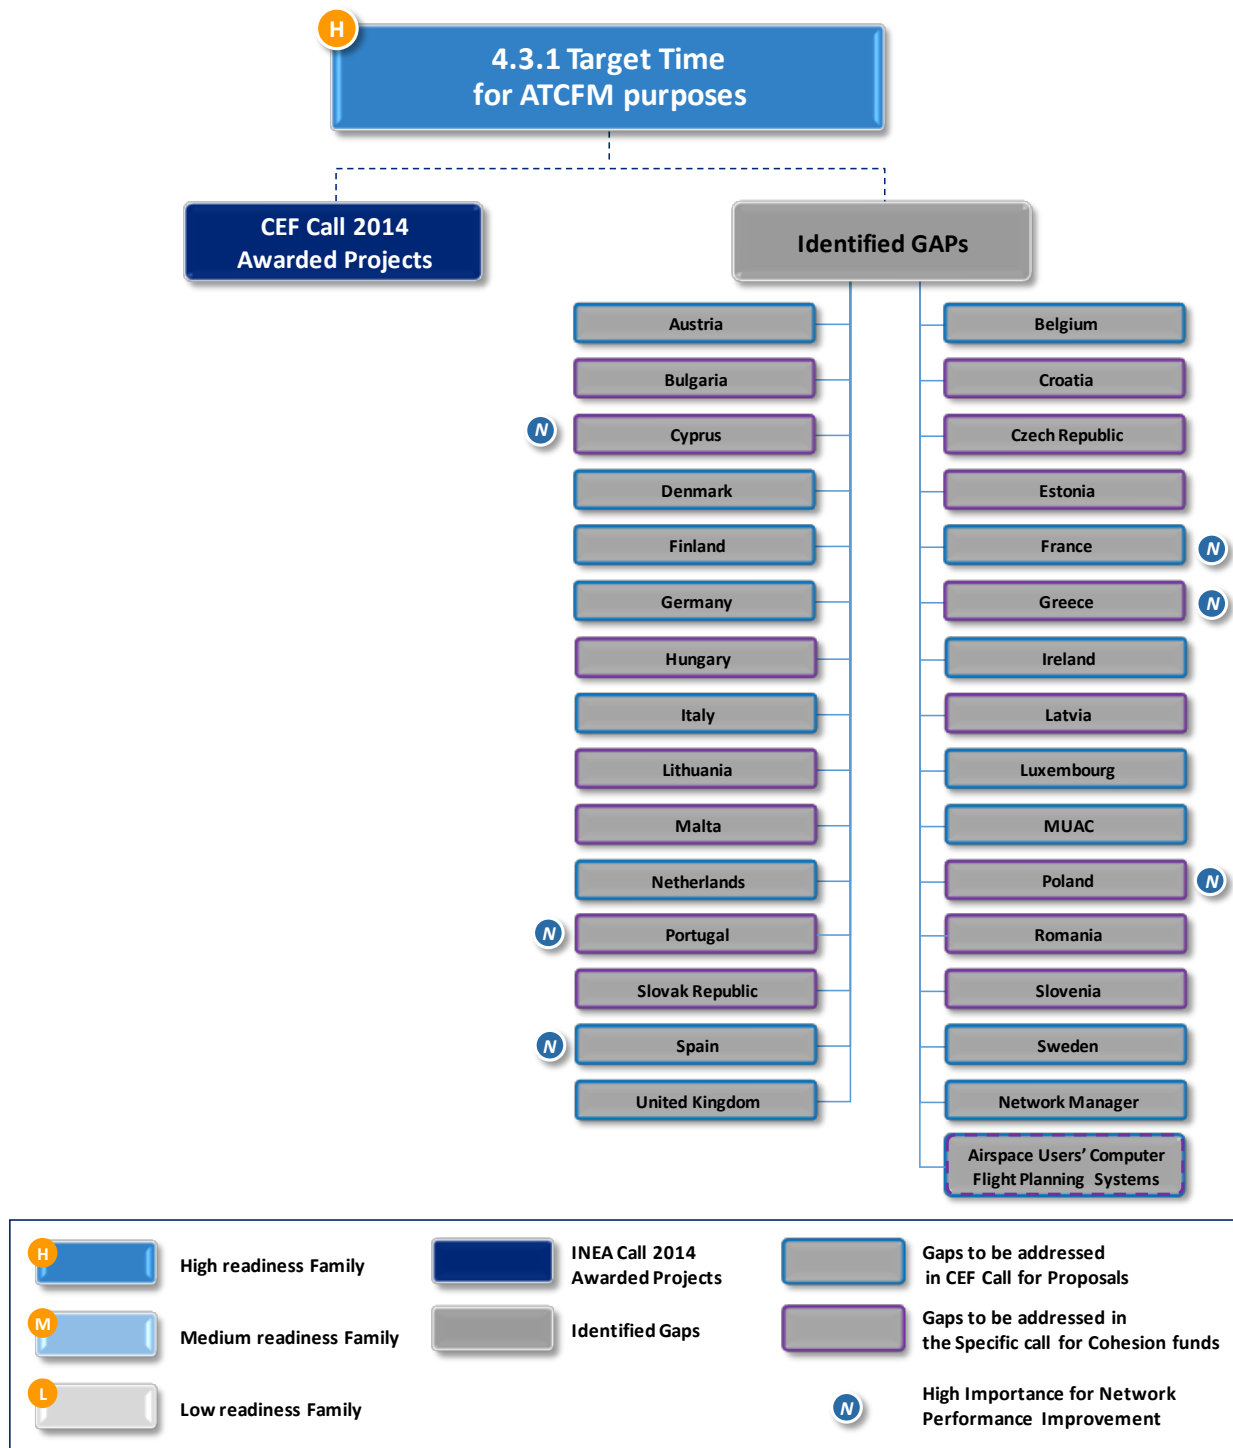 H
4.3.1 Target Time
for ATCFM purposes
CEF Call 2014
Awarded Projects
Identified GAPs
Austria
Belgium
Bulgaria
Croatia
N
Cyprus
Czech Republic
Denmark
Estonia
Finland
France
N
Germany
Greece
N
Hungary
Ireland
Italy
Latvia
Lithuania
Luxembourg
Malta
MUAC
Netherlands
Poland
N
N
Portugal
Romania
Slovak Republic
Slovenia
N
Spain
Sweden
United Kingdom
Network Manager
Airspace Users’ Computer
Flight Planning Systems
H
High readiness Family
M
Medium readiness Family
L
Low readiness Family
INEA Call 2014
Awarded Projects
Identified Gaps
Gaps to be addressed
in CEF Call for Proposals
Gaps to be addressed in
the Specific call for Cohesion funds
N
High Importance for Network
Performance Improvement